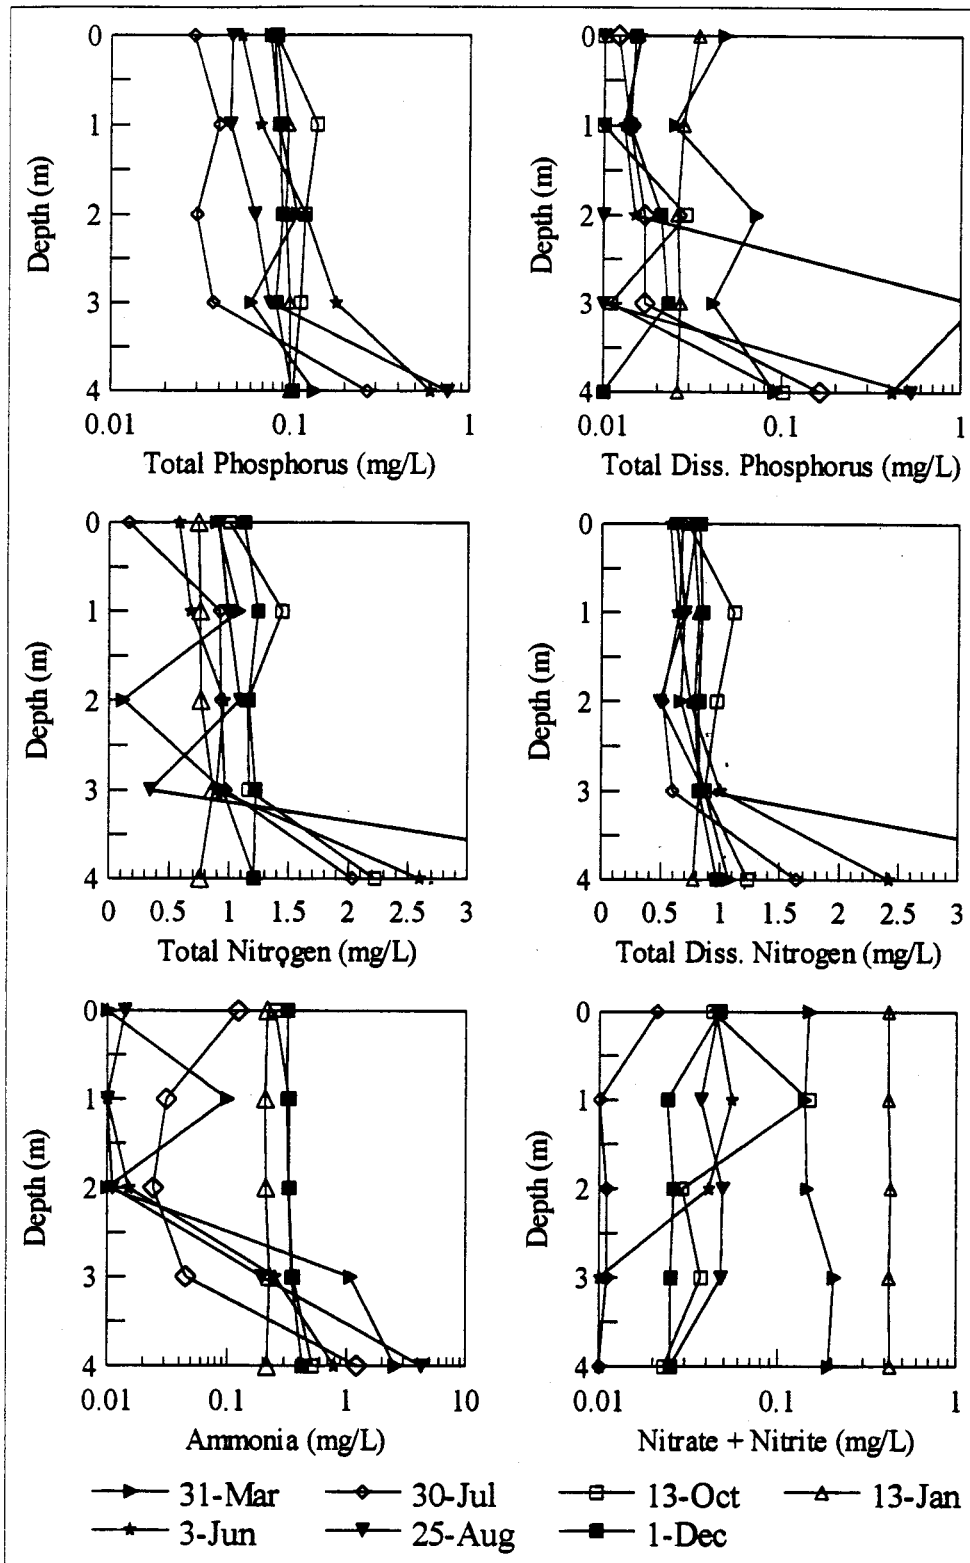 0
1
2
3
4
Depth (m)
0.01 0.1 1
Total Phosphorus (mg/L)
0
1
2
3
4
Depth (m)
0.01 0.1 1
Total Diss. Phosphorus (mg/L)
0
1
2
3
4
Depth (m)
0 0.5 1 1.5 2 2.5 3
Total Nitrogen (mg/L)
0
1
2
3
4
Depth (m)
0 0.5 1 1.5 2 2.5 3
Total Diss. Nitrogen (mg/L)
0
1
2
3
4
Depth (m)
0.01 0.1 1 10
Ammonia (mg/L)
0
1
2
3
4
Depth (m)
0.01 0.1 1
Nitrate + Nitrite (mg/L)
31-Mar 30-Jul 13-Oct 13-Jan
3-Jun 25-Aug 1-Dec